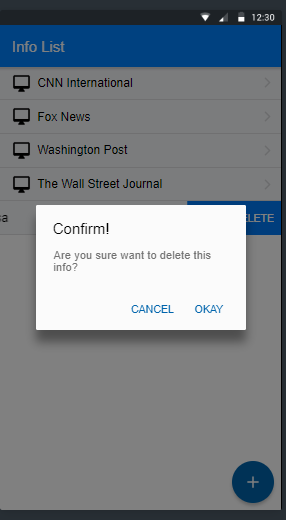 12:30
Info List
CNN International
Fox News
Washington Post
The Wall Street Journal
sa
ELETE
Confirm!
Are you sure want to delete this
info?
CANCEL
OKAY
+